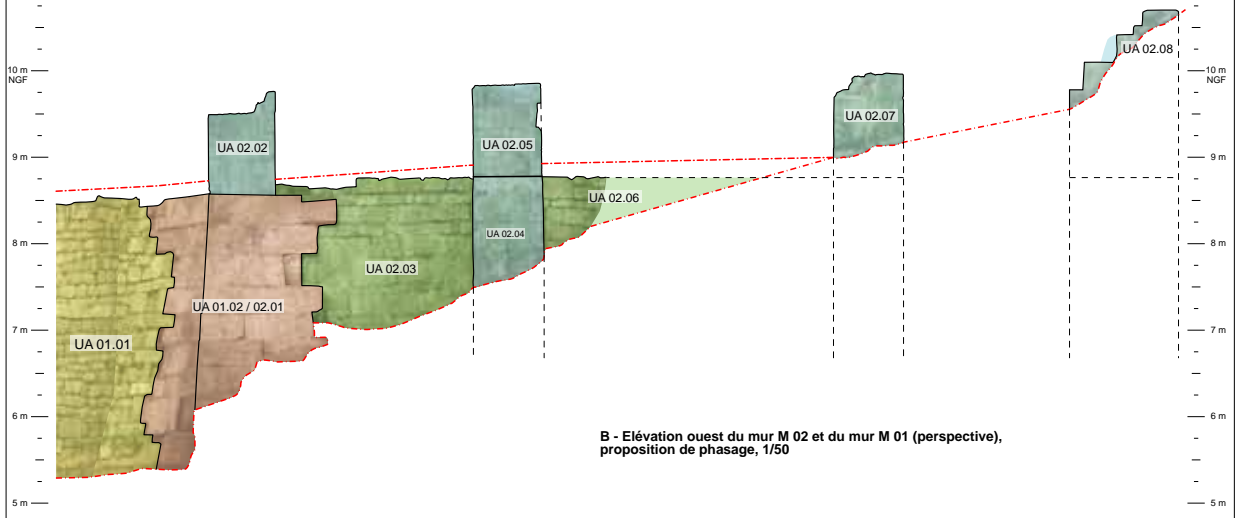 10 m
NGF
9 m
8 m
7 m
6 m
5 m
UA 02.02
UA 02.05
UA 02.07
UA 02.08
UA 02.06
UA 02.04
UA 02.03
UA 01.02 / 02.01
UA 01.01
B - Elévation ouest du mur M 02 et du mur M 01 (perspective),
proposition de phasage, 1/50
10 m
NGF
9 m
8 m
7 m
6 m
5 m